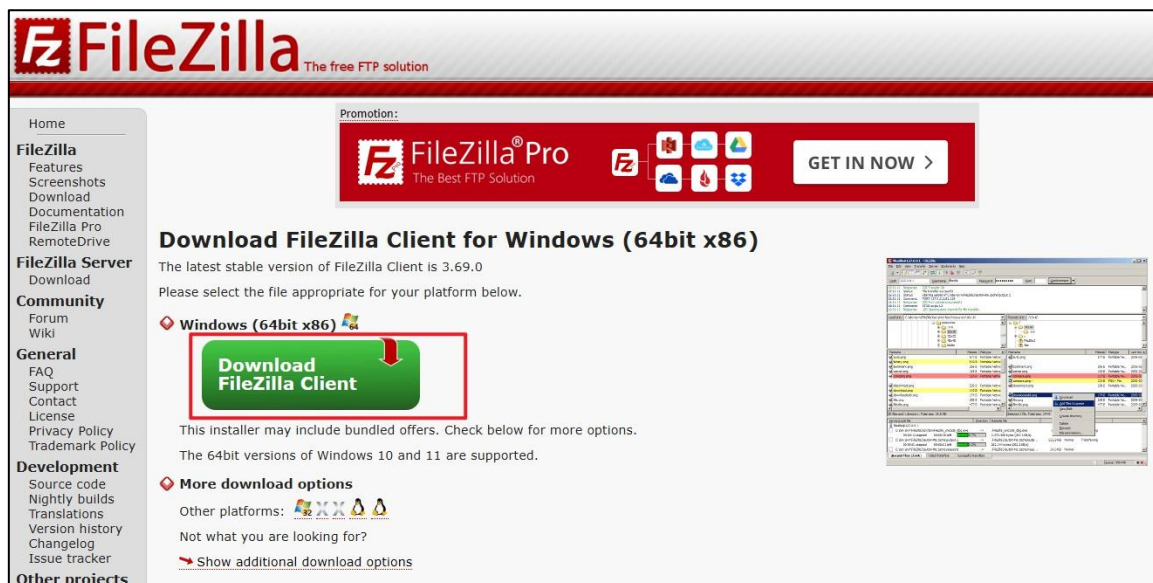 FileZilla
The free FTP solution
Promotion:
FileZilla®Pro
The Best FTP Solution
GET IN NOW >
Home
FileZilla
Features
Screenshots
Download
Documentation
FileZilla Pro
RemoteDrive
FileZilla Server
Download
Community
Forum
Wiki
General
FAQ
Support
Contact
License
Privacy Policy
Trademark Policy
Development
Source code
Nightly builds
Translations
Version history
Changelog
Issue tracker
Other projects
Download FileZilla Client for Windows (64bit x86)
The latest stable version of FileZilla Client is 3.69.0
Please select the file appropriate for your platform below.
Windows (64bit x86)
Download
FileZilla Client
This installer may include bundled offers. Check below for more options.
The 64bit versions of Windows 10 and 11 are supported.
More download options
Other platforms:
Not what you are looking for?
Show additional download options